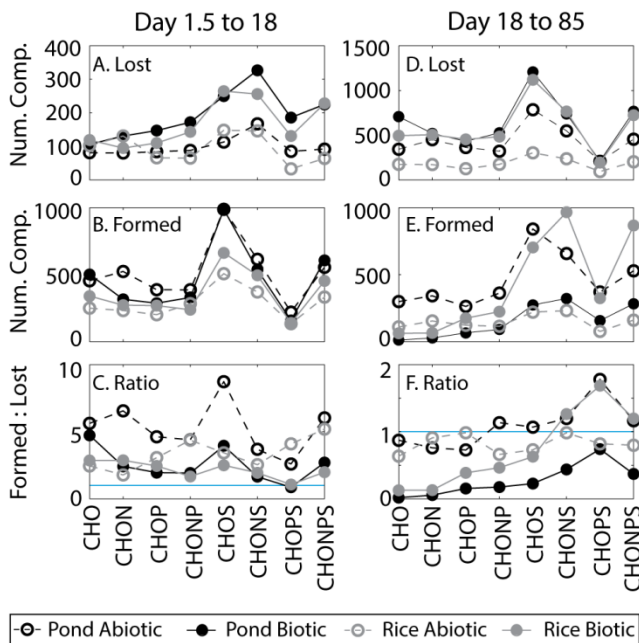 Day 1.5 to 18
Day 18 to 85
Num. Comp.
400
300
200
100
0
A. Lost
1500
1000
500
0
D. Lost
Num. Comp.
1000
500
0
B. Formed
1000
500
0
E. Formed
Formed : Lost
10
5
0
C. Ratio
2
1
0
F. Ratio
CHO
CHON
CHOP
CHONP
CHOS
CHONS
CHOPS
CHONPS
CHO
CHON
CHOP
CHONP
CHOS
CHONS
CHOPS
CHONPS
Pond Abiotic
Pond Biotic
Rice Abiotic
Rice Biotic